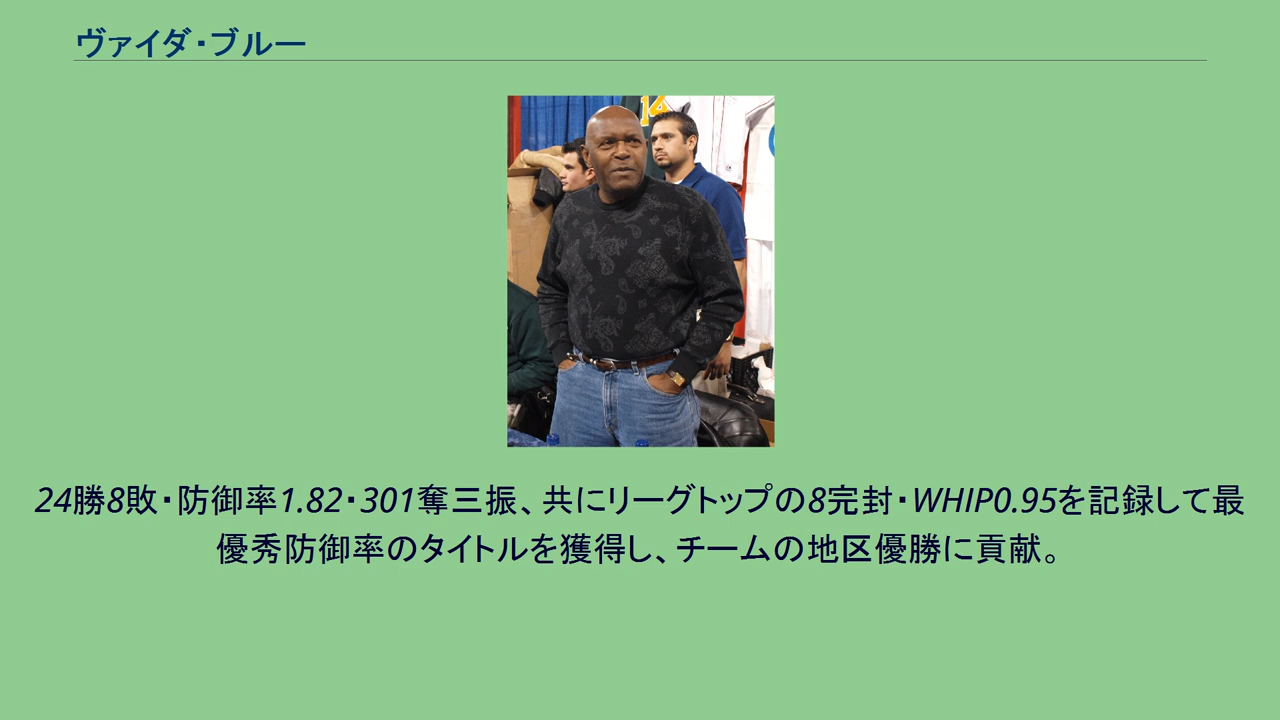 ヴァイダ・ブルー
14
24勝8敗・防御率1.82・301奪三振、共にリーグトップの8完封・WHIP0.95を記録して最
優秀防御率のタイトルを獲得し、チームの地区優勝に貢献。